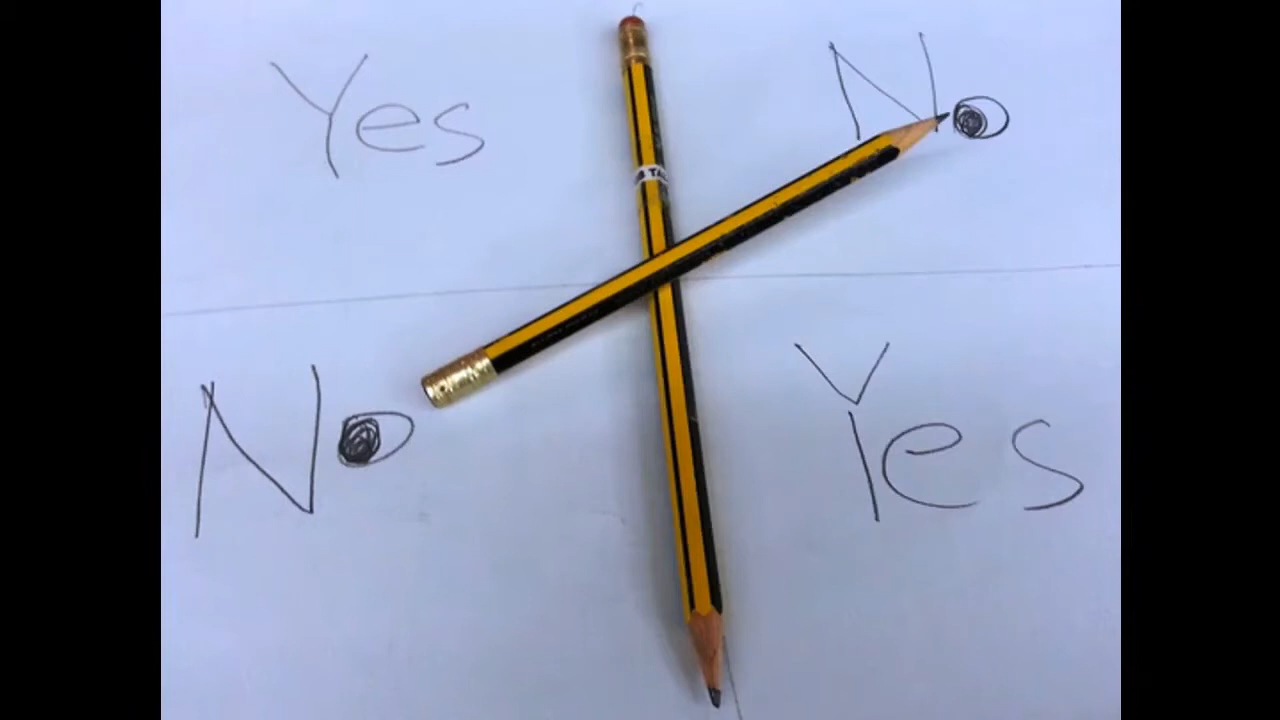 Yes No
No Yes